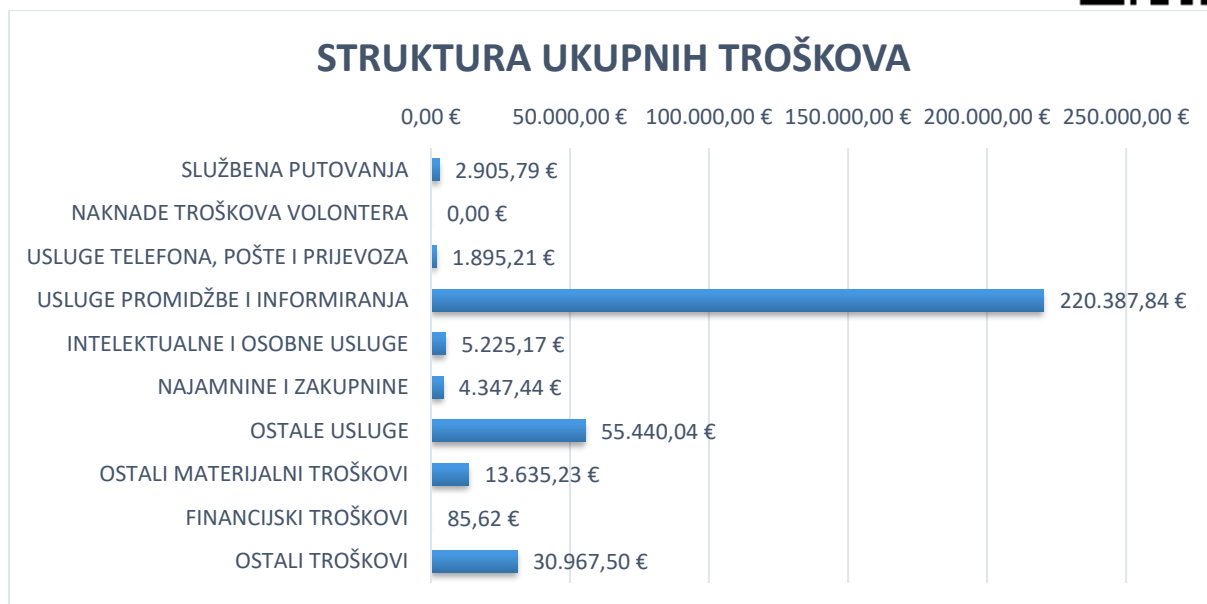 STRUKTURA UKUPNIH TROŠKOVA
0,00 € 50.000,00 € 100.000,00 € 150.000,00 € 200.000,00 € 250.000,00 €
SLUŽBENA PUTOVANJA 2.905,79 €
NAKNADE TROŠKOVA VOLONTERA 0,00 €
USLUGE TELEFONA, POŠTE I PRIJEVOZA 1.895,21 €
USLUGE PROMIDŽBE I INFORMIRANJA 220.387,84 €
INTELEKTUALNE I OSOBNE USLUGE 5.225,17 €
NAJAMNINE I ZAKUPNINE 4.347,44 €
OSTALE USLUGE 55.440,04 €
OSTALI MATERIJALNI TROŠKOVI 13.635,23 €
FINANCIJSKI TROŠKOVI 85,62 €
OSTALI TROŠKOVI 30.967,50 €